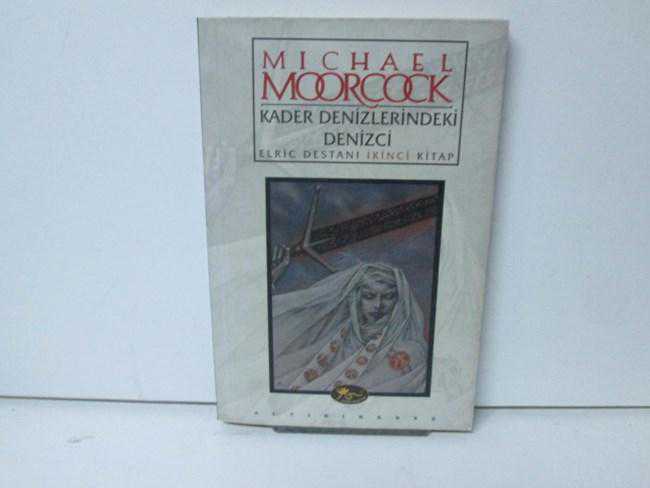 MICHAEL
MOORCOCK
KADER DENİZLERİNDEKİ
DENİZCİ
ELRIC DESTANI İKİNCİ KİTAP